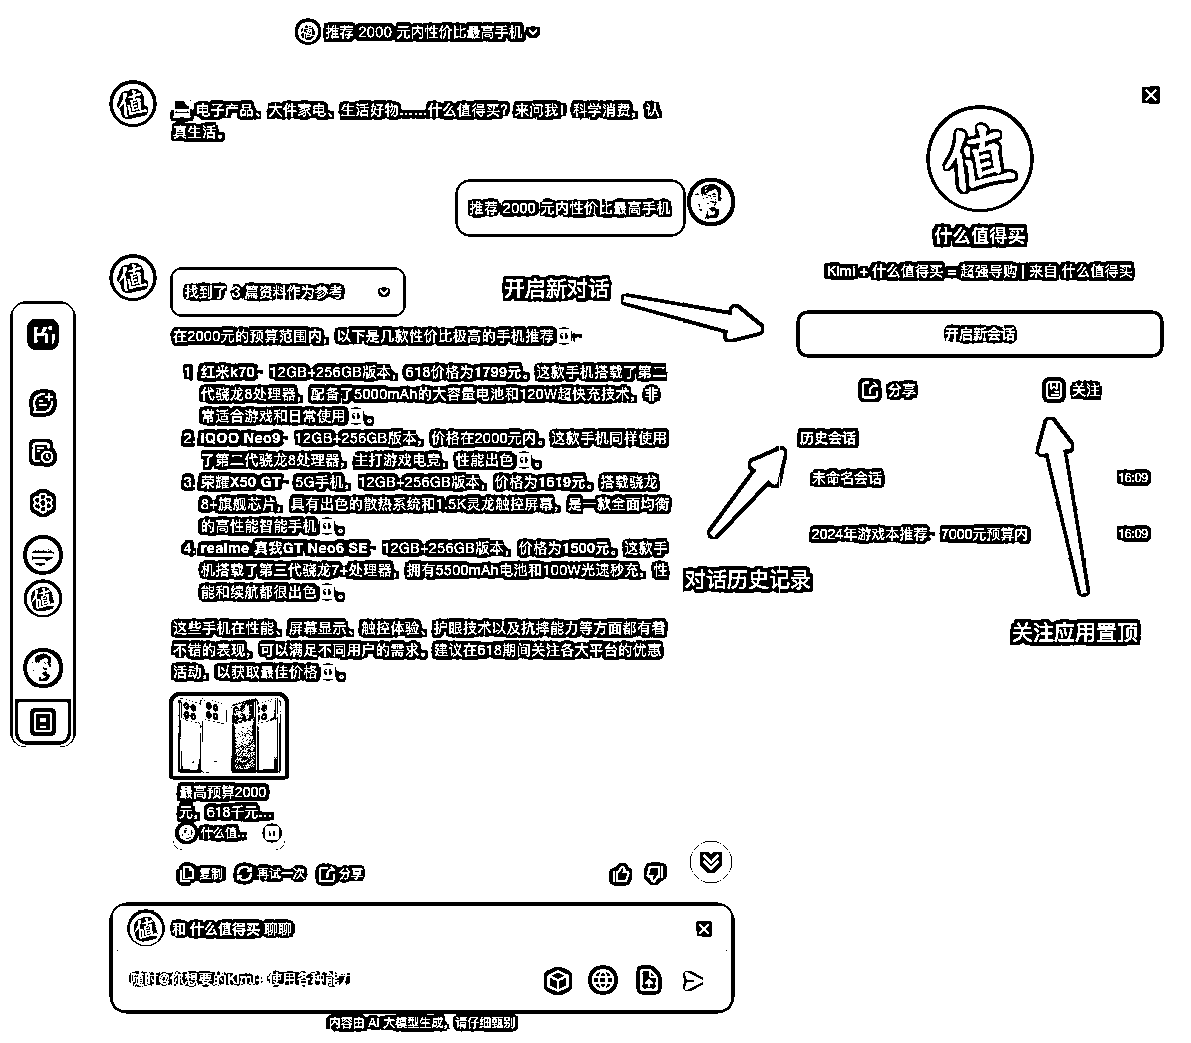 推荐 2000 元内性价比最高手机
值
电子产品、大件家电、生活好物......什么值得买？来问我！科学消费，认
真生活。
推荐 2000 元内性价比最高手机
值
找到了 3 篇资料作为参考
在2000元的预算范围内，以下是几款性价比极高的手机推荐
1. 红米k70- 12GB+256GB版本，618价格为1799元。这款手机搭载了第二
代骁龙8处理器，配备了5000mAh的大容量电池和120W超快充技术，非
常适合游戏和日常使用。
2. IQOO Neo9- 12GB+256GB版本，价格在2000元内。这款手机同样使用
了第二代骁龙8处理器，主打游戏电竞，性能出色。
3. 荣耀X50 GT- 5G手机，12GB+256GB版本，价格为1619元。搭载骁龙
8+旗舰芯片，具有出色的散热系统和1.5K灵龙触控屏幕，是一款全面均衡
的高性能智能手机。
4. realme 真我GT Neo6 SE- 12GB+256GB版本，价格为1500元。这款手
机搭载了第三代骁龙7+处理器，拥有5500mAh电池和100W光速秒充，性
能和续航都很出色。
这些手机在性能、屏幕显示、触控体验、护眼技术以及抗摔能力等方面都有着
不错的表现，可以满足不同用户的需求。建议在618期间关注各大平台的优惠
活动，以获取最佳价格。
最高预算2000
元，618千元...
什么值...
复制 再试一次 分享
值 和 什么值得买 聊聊
随时@你想要的Kimi+ 使用各种能力
内容由 AI 大模型生成，请仔细甄别
值
什么值得买
Kimi + 什么值得买 = 超强导购 | 来自 什么值得买
开启新对话
开启新会话
分享 关注
历史会话
未命名会话 16:09
2024年游戏本推荐- 7000元预算内 16:09
对话历史记录
关注应用置顶